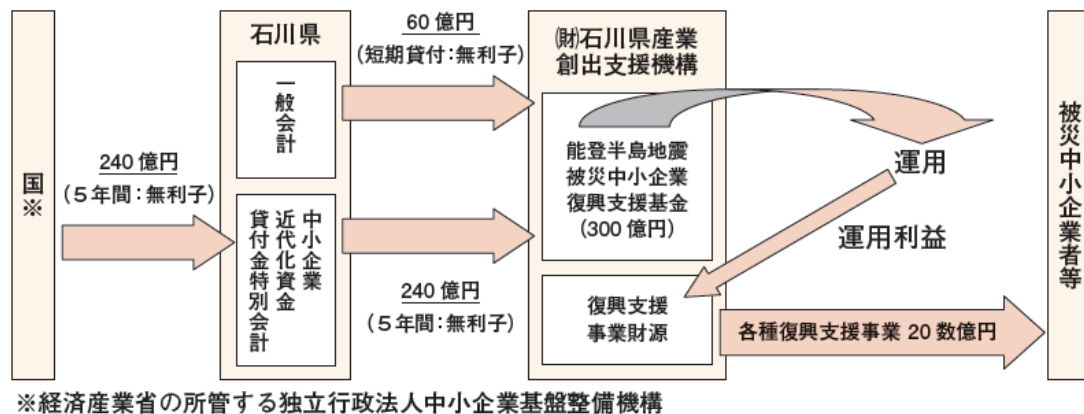 国※
240億円
(5年間:無利子)
石川県
一般会計
中小企業
近代化資金
貸付金特別会計
60億円
(短期貸付:無利子)
240億円
(5年間:無利子)
㈶石川県産業
創出支援機構
能登半島地震
被災中小企業
復興支援基金
(300億円)
復興支援
事業財源
運用
運用利益
各種復興支援事業 20数億円
被災中小企業者等
※経済産業省の所管する独立行政法人中小企業基盤整備機構